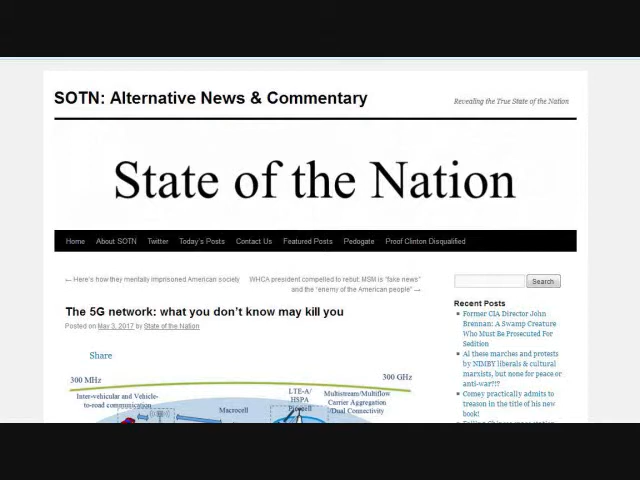 SOTN: Alternative News & Commentary
Revealing the True State of the Nation
State of the Nation
Home About SOTN Twitter Today's Posts Contact Us Featured Posts Pedogate Proof Clinton Disqualified
← Here's how they mentally imprisoned American society
WHCA president compelled to rebut: MSM is "fake news"
and the "enemy of the American people" →
Search
The 5G network: what you don't know may kill you
Posted on May 3, 2017 by State of the Nation
Share
300 MHz
300 GHz
Inter-vehicular and Vehicle-
to-road communication
Macrocell
LTE-A/
HSPA
Picocell
Multistream/Multiflow
Carrier Aggregation
/Dual Connectivity
Recent Posts
Former CIA Director John
Brennan: A Swamp Creature
Who Must Be Prosecuted For
Sedition
Al these marches and protests
by NIMBY liberals & cultural
marxists, but none for peace or
anti-war?!?
Comey practically admits to
treason in the title of his new
book!